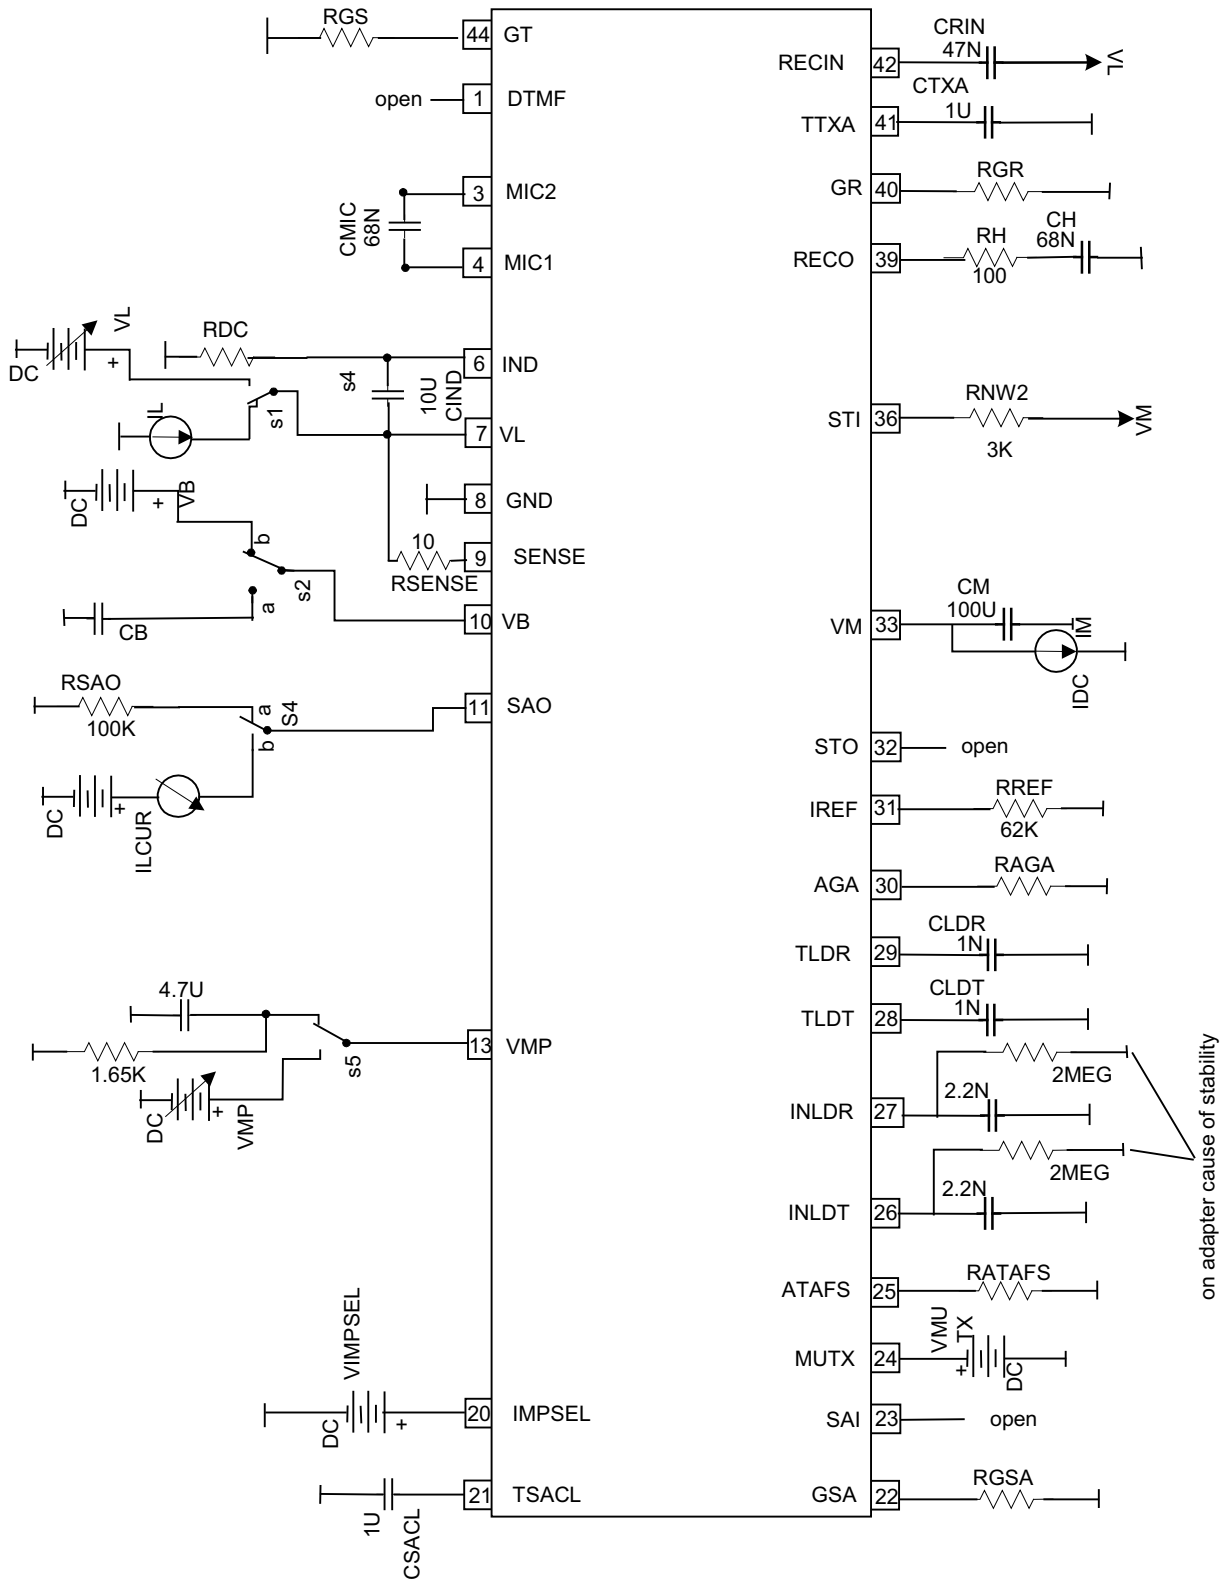 RGS
44 GT
open
1 DTMF
CMIC
68N
3 MIC2
4 MIC1
VL
DC
+
RDC
s4
10U
CIND
6 IND
IL
s1
7 VL
DC
+
VB
8 GND
b
s2
a
10
RSENSE
9 SENSE
CB
10 VB
RSAO
100K
a
S4
b
11 SAO
DC
+
ILCUR
4.7U
1.65K
DC
+
VMP
s5
13 VMP
VIMPSEL
DC
+
20 IMPSEL
1U
CSACL
21 TSACL
RECIN 42
CRIN
47N
VL
TTXA 41
CTXA
1U
GR 40
RGR
RECO 39
RH
100
CH
68N
STI 36
RNW2
3K
VM
VM 33
CM
100U
IM
IDC
STO 32
open
IREF 31
RREF
62K
AGA 30
RAGA
TLDR 29
CLDR
1N
TLDT 28
CLDT
1N
INLDR 27
2MEG
2.2N
INLDT 26
2MEG
2.2N
on adapter cause of stability
ATAFS 25
RATAFS
MUTX 24
VMU
TX
+
DC
SAI 23
open
GSA 22
RGSA